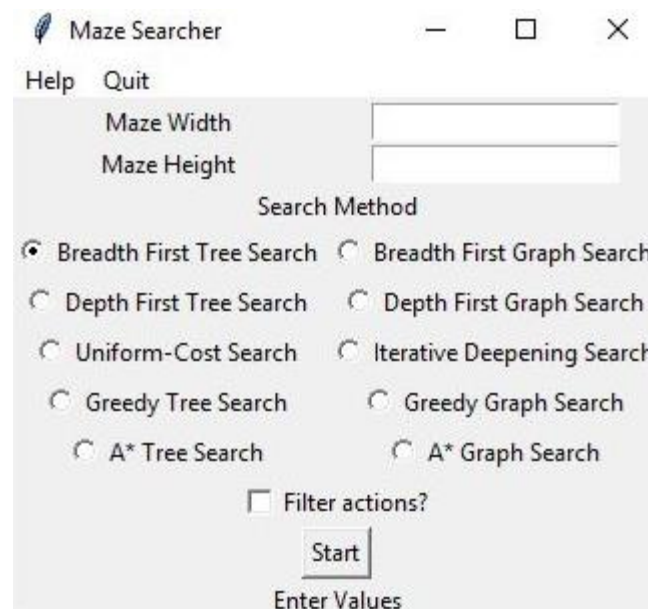 Maze Searcher
Help Quit
Maze Width
Maze Height
Search Method
Breadth First Tree Search Breadth First Graph Search
Depth First Tree Search Depth First Graph Search
Uniform-Cost Search Iterative Deepening Search
Greedy Tree Search Greedy Graph Search
A* Tree Search A* Graph Search
Filter actions?
Start
Enter Values